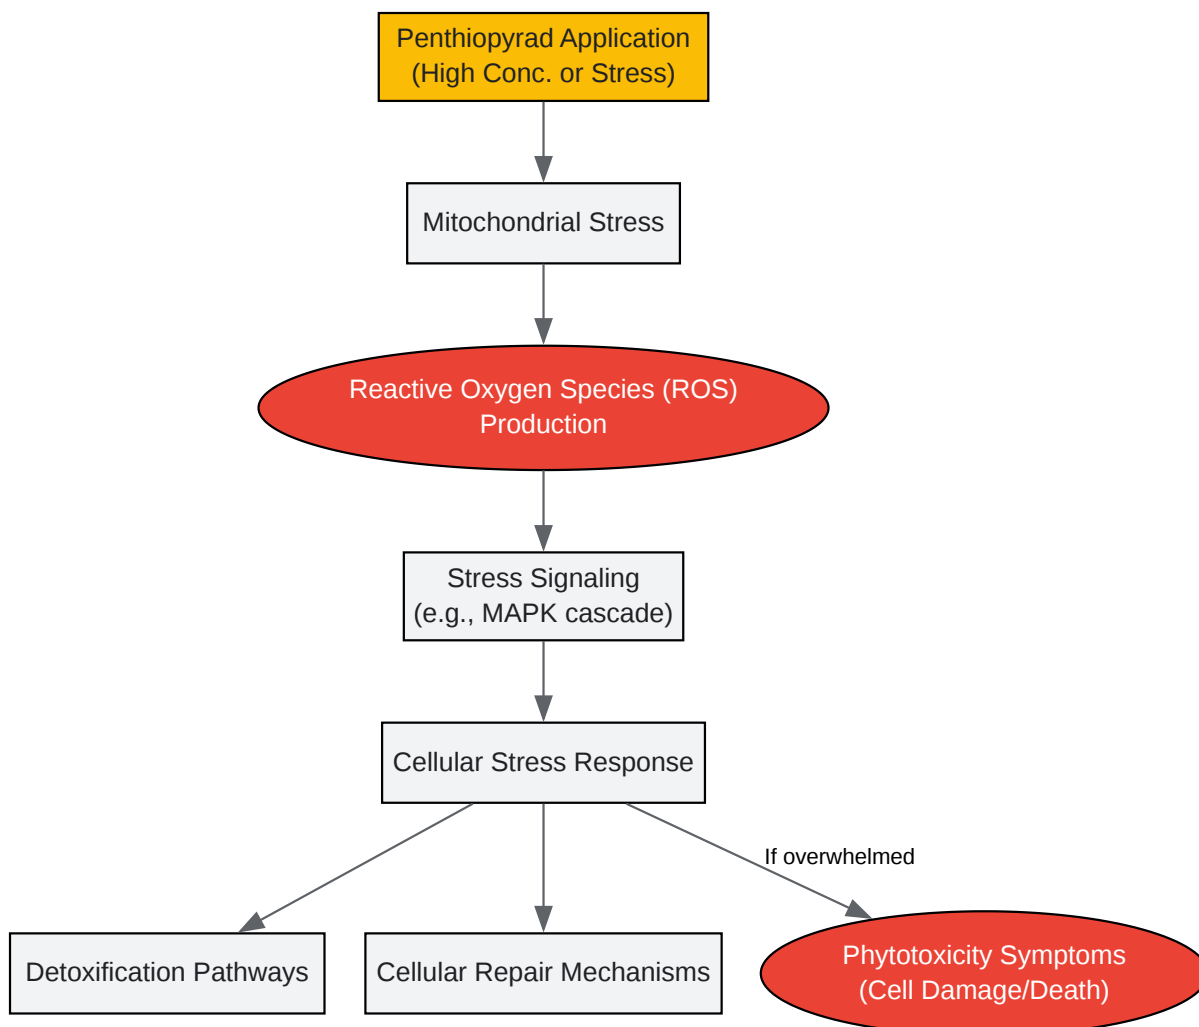 Penthiopyrad Application
(High Conc. or Stress)
Mitochondrial Stress
Reactive Oxygen Species (ROS)
Production
Stress Signaling
(e.g., MAPK cascade)
Cellular Stress Response
If overwhelmed
Detoxification Pathways
Cellular Repair Mechanisms
Phytotoxicity Symptoms
(Cell Damage/Death)